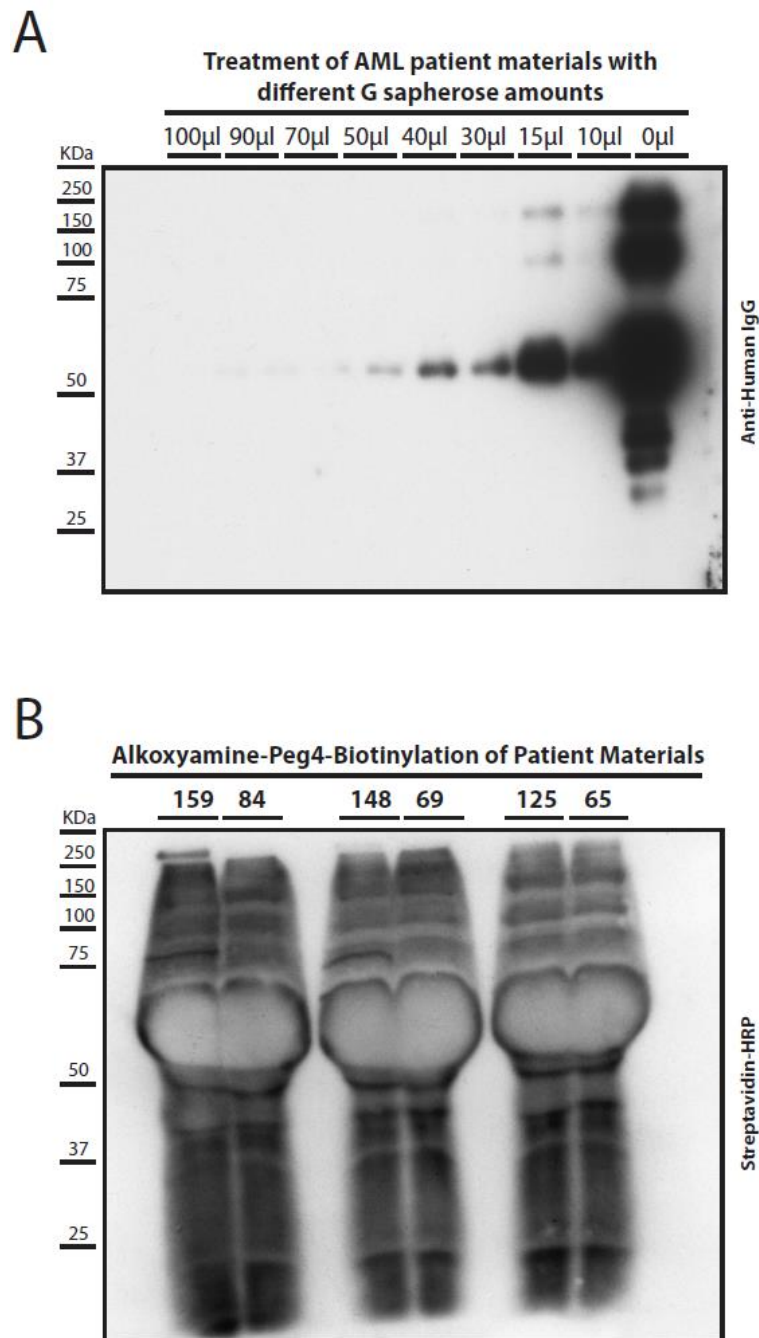 A
Treatment of AML patient materials with
different G sapherose amounts
100µl 90µl 70µl 50µl 40µl 30µl 15µl 10µl 0µl
KDa
250
150
100
75
50
37
25
Anti-Human IgG
B
Alkoxyamine-Peg4-Biotinylation of Patient Materials
159 84 148 69 125 65
KDa
250
150
100
75
50
37
25
Streptavidin-HRP